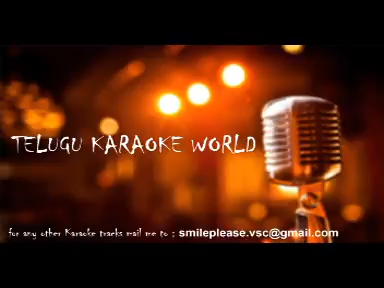 TELUGU KARAOKE WORLD
for any other Karaoke tracks mail me to : smileplease.vsc@gmail.com